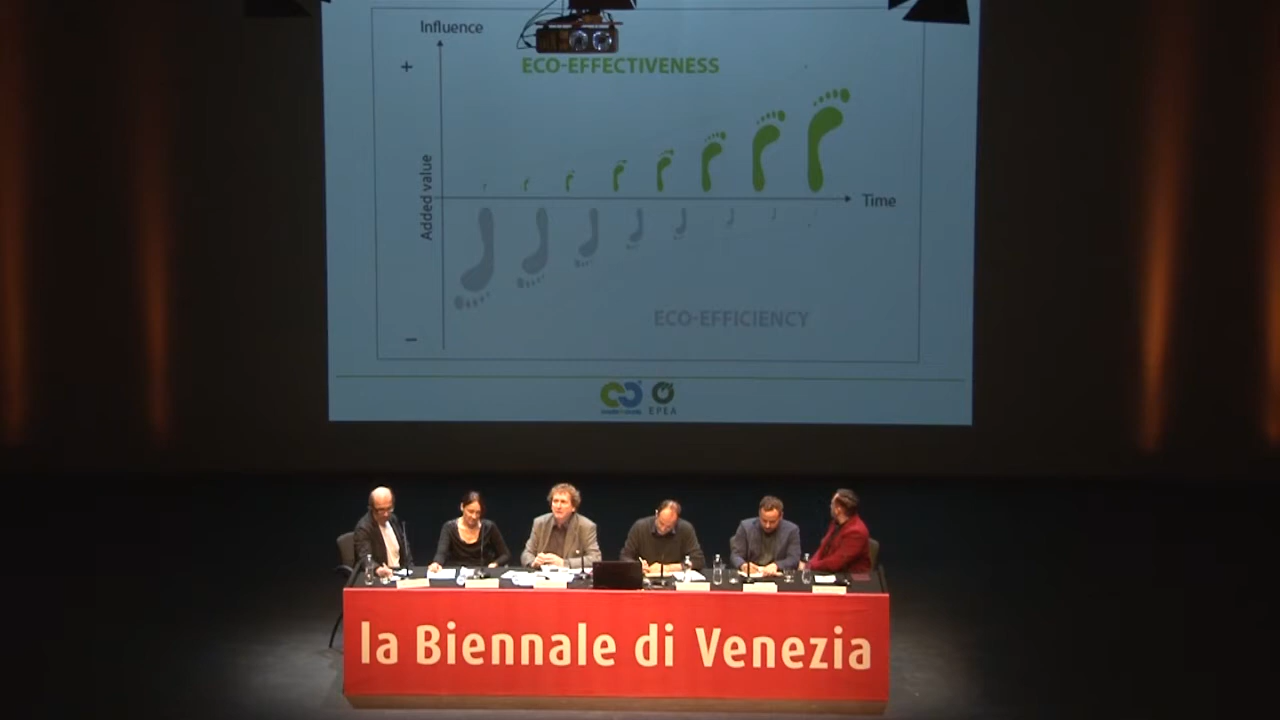 Influence
+
ECO-EFFECTIVENESS
Added value
Time
ECO-EFFICIENCY
–
EPEA
la Biennale di Venezia